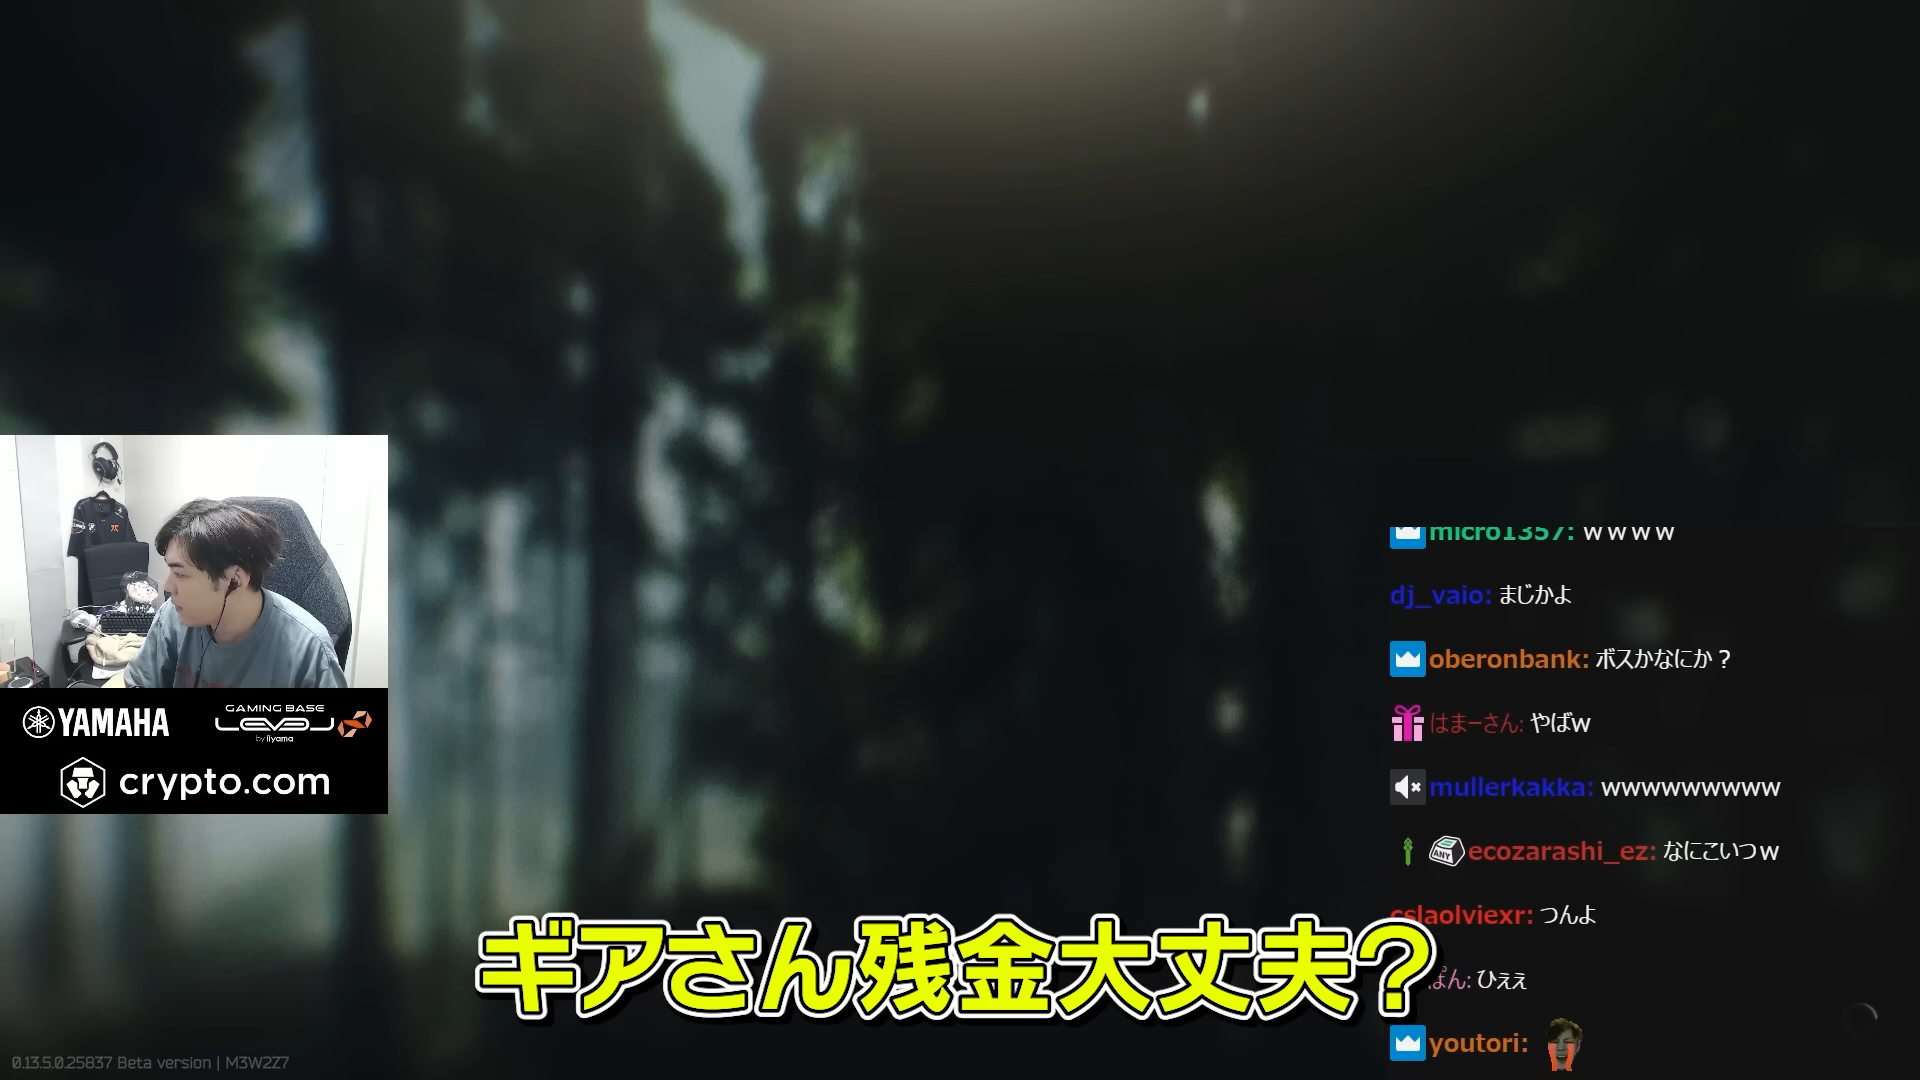 micro1357: ｗｗｗｗ
dj_vaio: まじかよ
oberonbank: ボスかなにか？
はまーさん: やばw
mullerkakka: wwwwwwwww
ANY
ecozarashi_ez: なにこいつｗ
cslaolviexr: つんよ
ぱん: ひぇぇ
youtori:
YAMAHA
GAMING BASE
LEVEL∞
by iiyama
crypto.com
ギアさん残金大丈夫？
0.13.5.0.25837 Beta version | M3W2Z7